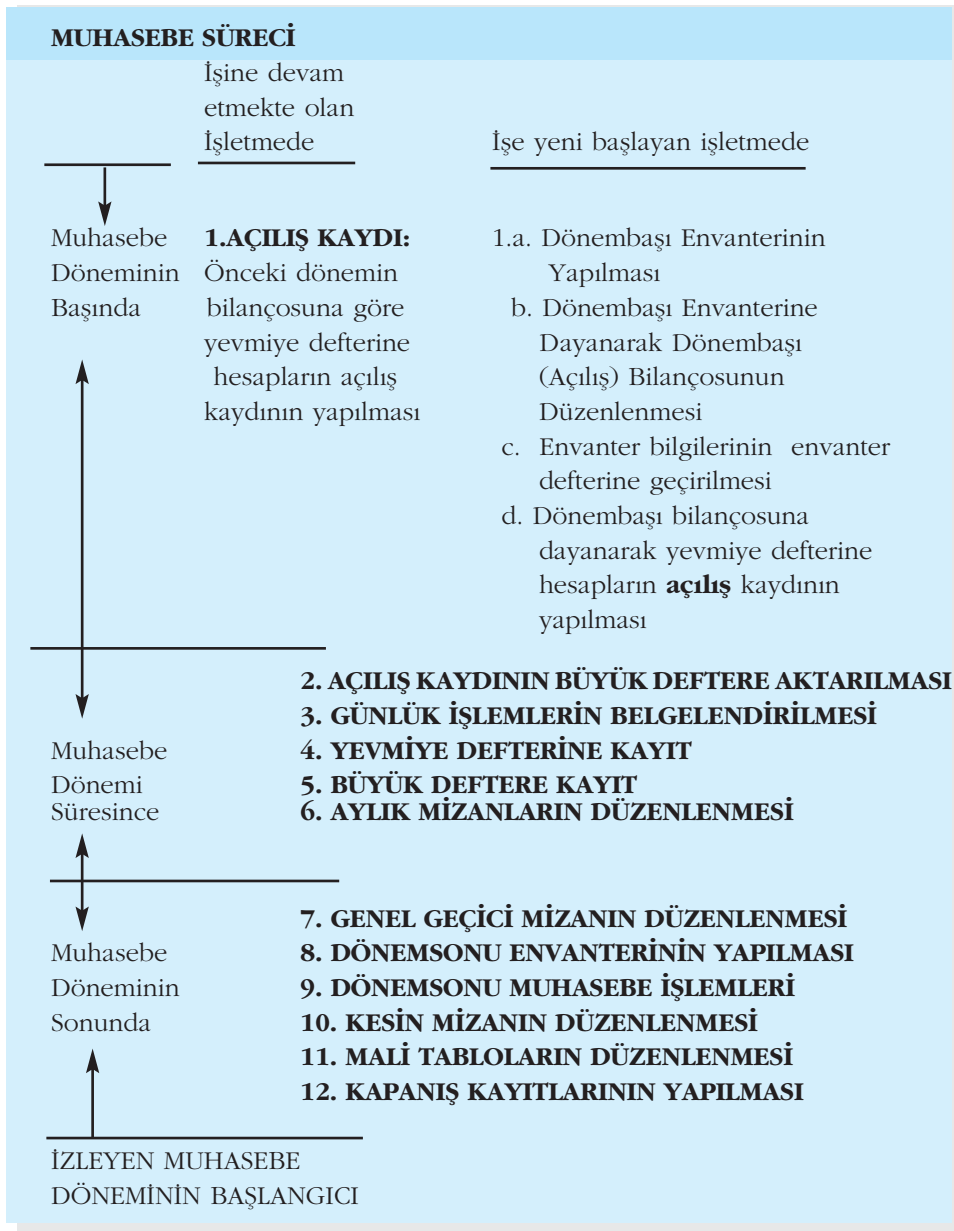 MUHASEBE SÜRECİ
İşine devam
etmekte olan
İşletmede
İşe yeni başlayan işletmede
Muhasebe
Döneminin
Başında
1.AÇILIŞ KAYDI:
Önceki dönemin
bilançosuna göre
yevmiye defterine
hesapların açılış
kaydının yapılması
1.a. Dönembaşı Envanterinin
Yapılması
b. Dönembaşı Envanterine
Dayanarak Dönembaşı
(Açılış) Bilançosunun
Düzenlenmesi
c. Envanter bilgilerinin envanter
defterine geçirilmesi
d. Dönembaşı bilançosuna
dayanarak yevmiye defterine
hesapların açılış kaydının
yapılması
Muhasebe
Dönemi
Süresince
2. AÇILIŞ KAYDININ BÜYÜK DEFTERE AKTARILMASI
3. GÜNLÜK İŞLEMLERİN BELGELENDİRİLMESİ
4. YEVMİYE DEFTERİNE KAYIT
5. BÜYÜK DEFTERE KAYIT
6. AYLIK MİZANLARIN DÜZENLENMESİ
Muhasebe
Döneminin
Sonunda
7. GENEL GEÇİCİ MİZANIN DÜZENLENMESİ
8. DÖNEMSONU ENVANTERİNİN YAPILMASI
9. DÖNEMSONU MUHASEBE İŞLEMLERİ
10. KESİN MİZANIN DÜZENLENMESİ
11. MALİ TABLOLARIN DÜZENLENMESİ
12. KAPANIŞ KAYITLARININ YAPILMASI
İZLEYEN MUHASEBE
DÖNEMİNİN BAŞLANGICI